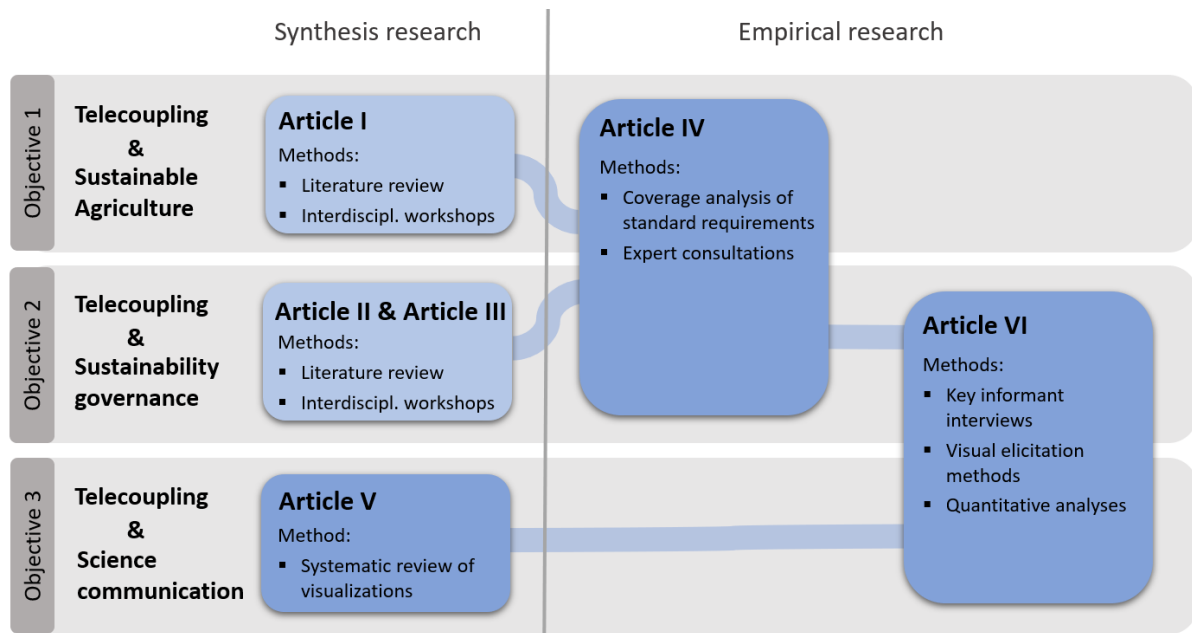 Synthesis research
Empirical research
Objective 1
Telecoupling
&
Sustainable
Agriculture
Article I
Methods:
▪ Literature review
▪ Interdiscipl. workshops
Article IV
Methods:
▪ Coverage analysis of
standard requirements
▪ Expert consultations
Objective 2
Telecoupling
&
Sustainability
governance
Article II & Article III
Methods:
▪ Literature review
▪ Interdiscipl. workshops
Article VI
Methods:
▪ Key informant
interviews
▪ Visual elicitation
methods
▪ Quantitative analyses
Objective 3
Telecoupling
&
Science
communication
Article V
Method:
▪ Systematic review of
visualizations